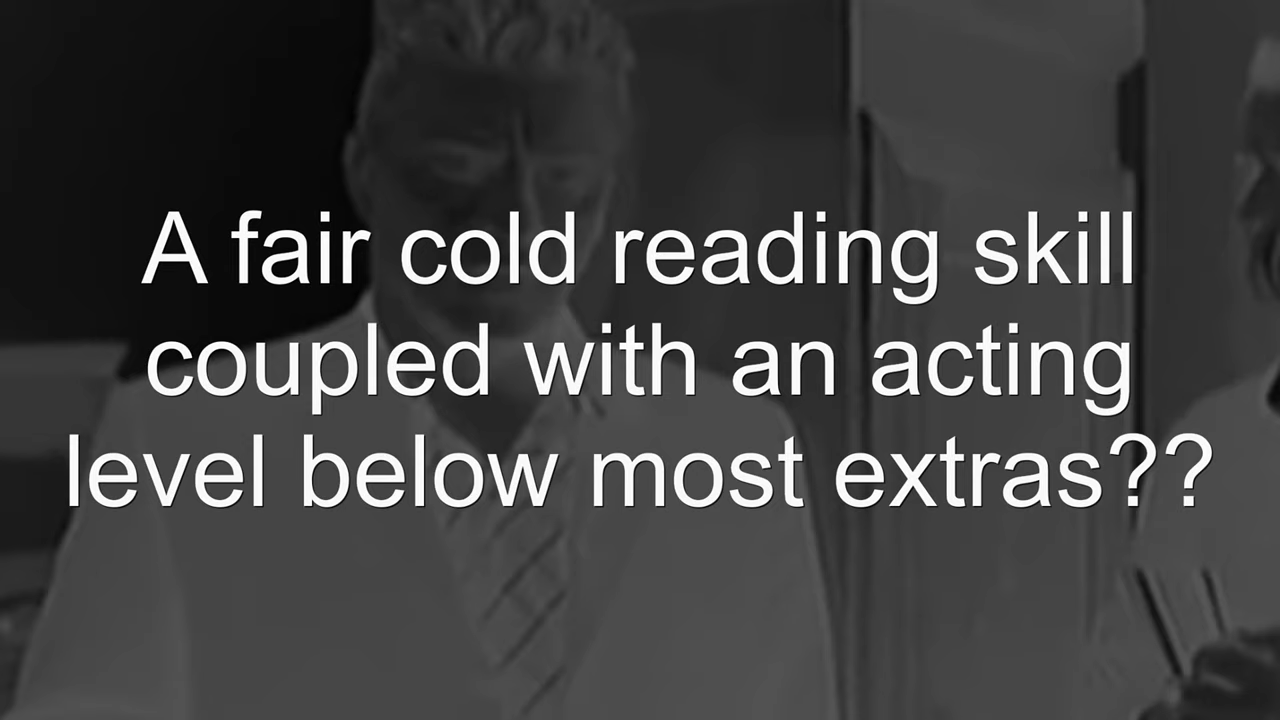 A fair cold reading skill
coupled with an acting
level below most extras??